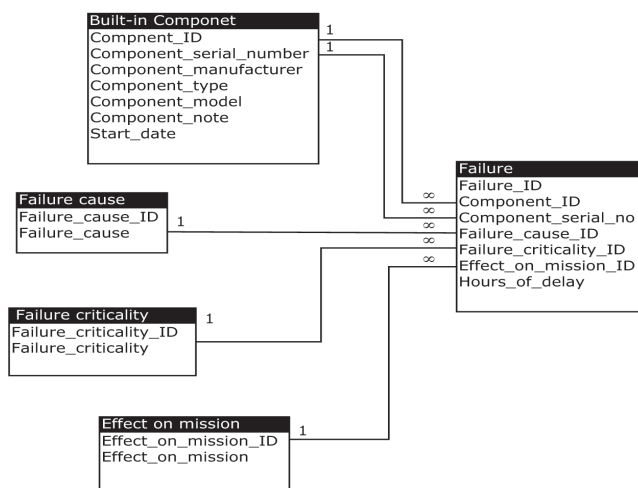 Built-in Componet
Compnent_ID
Component_serial_number
Component_manufacturer
Component_type
Component_model
Component_note
Start_date
1
1
Failure cause
Failure_cause_ID
Failure_cause
1
Failure criticality
Failure_criticality_ID
Failure_criticality
1
Effect on mission
Effect_on_mission_ID
Effect_on_mission
1
∞
∞
∞
∞
∞
Failure
Failure_ID
Component_ID
Component_serial_no
Failure_cause_ID
Failure_criticality_ID
Effect_on_mission_ID
Hours_of_delay